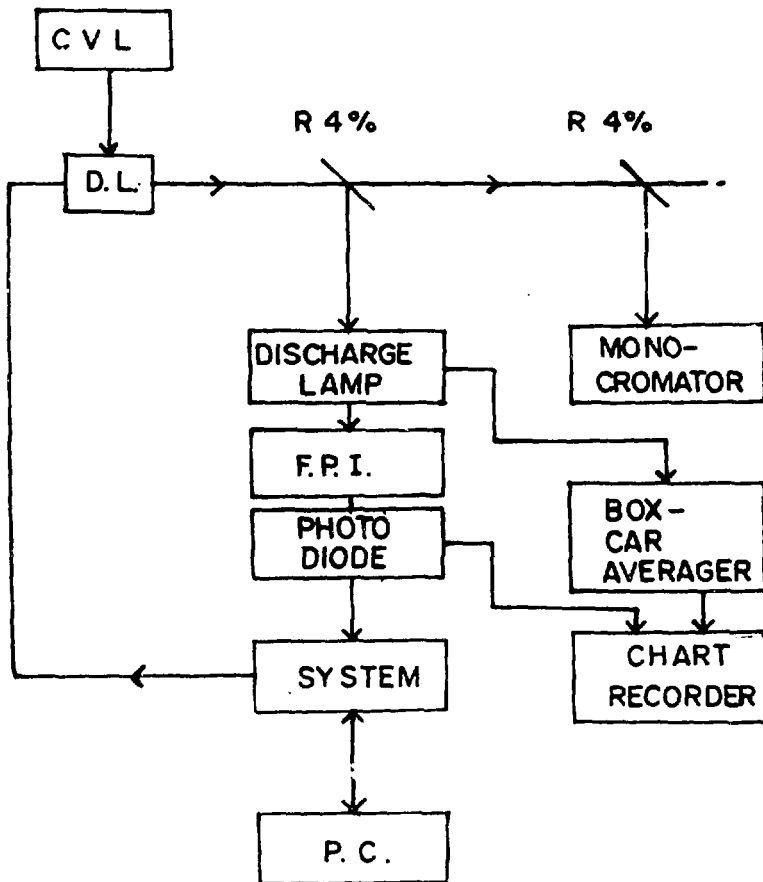 C V L
R 4%
R 4%
D. L.
DISCHARGE
LAMP
MONO-
CROMATOR
F. P. I.
PHOTO
DIODE
BOX-
CAR
AVERAGER
SYSTEM
CHART
RECORDER
P. C.